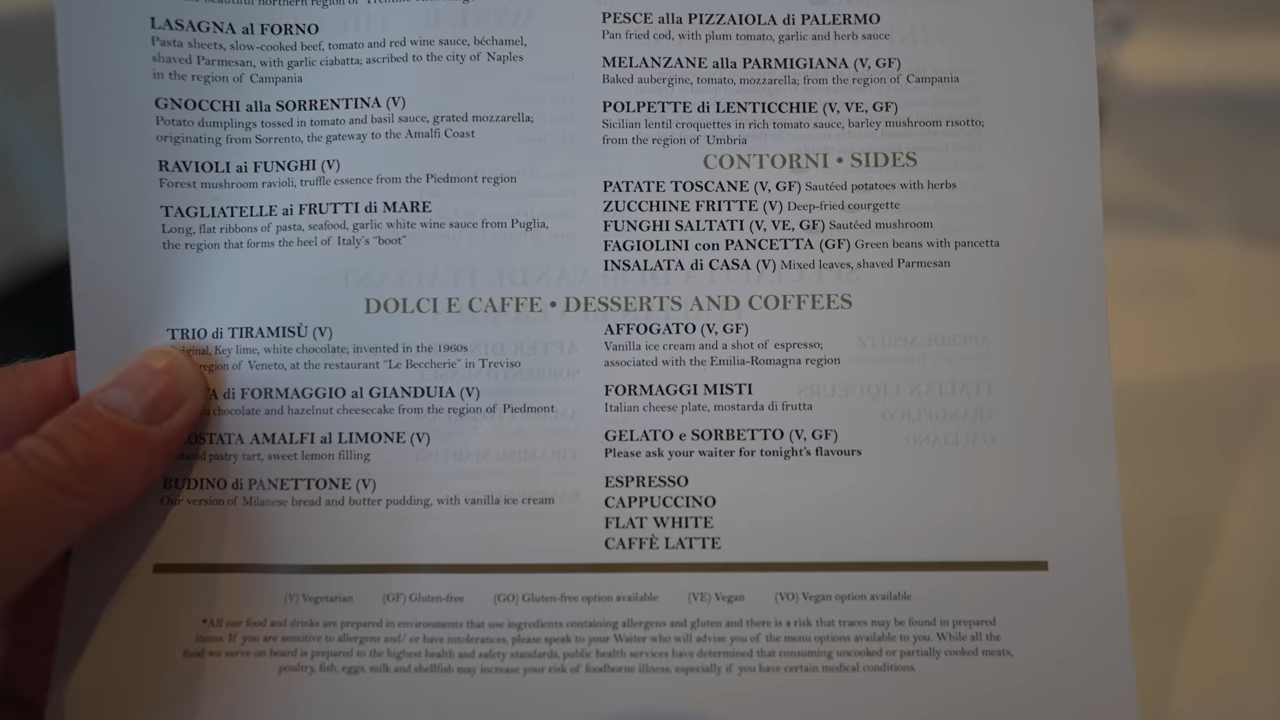 LASAGNA al FORNO
Pasta sheets, slow-cooked beef, tomato and red wine sauce, béchamel,
shaved Parmesan, with garlic ciabatta; ascribed to the city of Naples
in the region of Campania
GNOCCHI alla SORRENTINA (V)
Potato dumplings tossed in tomato and basil sauce, grated mozzarella;
originating from Sorrento, the gateway to the Amalfi Coast
RAVIOLI ai FUNGHI (V)
Forest mushroom ravioli, truffle essence from the Piedmont region
TAGLIATELLE ai FRUTTI di MARE
Long, flat ribbons of pasta, seafood, garlic white wine sauce from Puglia,
the region that forms the heel of Italy's "boot"
PESCE alla PIZZAIOLA di PALERMO
Pan fried cod, with plum tomato, garlic and herb sauce
MELANZANE alla PARMIGIANA (V, GF)
Baked aubergine, tomato, mozzarella; from the region of Campania
POLPETTE di LENTICCHIE (V, VE, GF)
Sicilian lentil croquettes in rich tomato sauce, barley mushroom risotto;
from the region of Umbria
CONTORNI • SIDES
PATATE TOSCANE (V, GF) Sautéed potatoes with herbs
ZUCCHINE FRITTE (V) Deep-fried courgette
FUNGHI SALTATI (V, VE, GF) Sautéed mushroom
FAGIOLINI con PANCETTA (GF) Green beans with pancetta
INSALATA di CASA (V) Mixed leaves, shaved Parmesan
DOLCI E CAFFE • DESSERTS AND COFFEES
TRIO di TIRAMISÙ (V)
Key lime, white chocolate; invented in the 1960s
region of Veneto, at the restaurant "Le Beccherie" in Treviso
di FORMAGGIO al GIANDUIA (V)
chocolate and hazelnut cheesecake from the region of Piedmont
AMALFI al LIMONE (V)
pastry tart, sweet lemon filling
BUDINO di PANETTONE (V)
Our version of Milanese bread and butter pudding, with vanilla ice cream
AFFOGATO (V, GF)
Vanilla ice cream and a shot of espresso;
associated with the Emilia-Romagna region
FORMAGGI MISTI
Italian cheese plate, mostarda di frutta
GELATO e SORBETTO (V, GF)
Please ask your waiter for tonight's flavours
ESPRESSO
CAPPUCCINO
FLAT WHITE
CAFFÈ LATTE
(V) Vegetarian (GF) Gluten-free (GO) Gluten-free option available (VE) Vegan (VO) Vegan option available
*All our food and drinks are prepared in environments that use ingredients containing allergens and gluten and there is a risk that traces may be found in prepared
items. If you are sensitive to allergens and/ or have intolerances, please speak to your Waiter who will advise you of the menu options available to you. While all the
food we serve on board is prepared to the highest health and safety standards, public health services have determined that consuming uncooked or partially cooked meats,
poultry, fish, eggs, milk and shellfish may increase your risk of foodborne illness, especially if you have certain medical conditions.